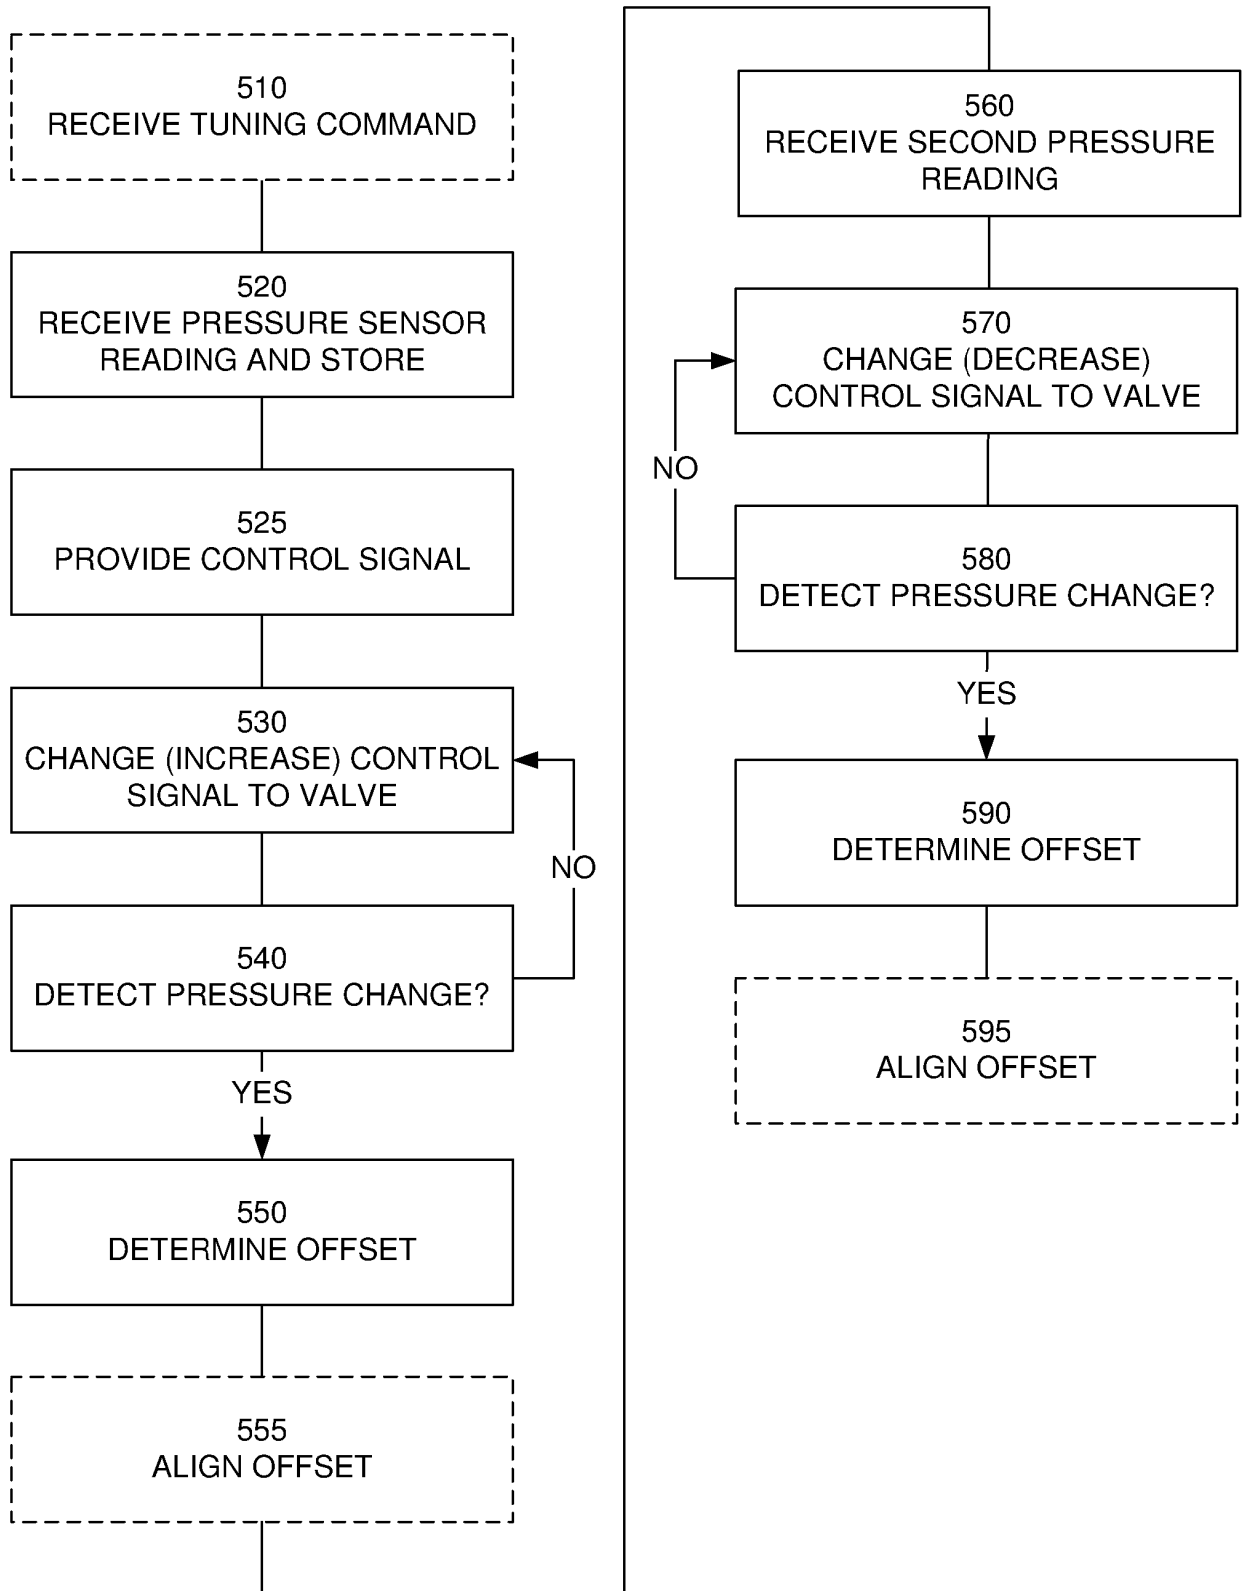 510
RECEIVE TUNING COMMAND
520
RECEIVE PRESSURE SENSOR
READING AND STORE
525
PROVIDE CONTROL SIGNAL
530
CHANGE (INCREASE) CONTROL
SIGNAL TO VALVE
NO
540
DETECT PRESSURE CHANGE?
YES
550
DETERMINE OFFSET
555
ALIGN OFFSET
560
RECEIVE SECOND PRESSURE
READING
570
CHANGE (DECREASE)
CONTROL SIGNAL TO VALVE
NO
580
DETECT PRESSURE CHANGE?
YES
590
DETERMINE OFFSET
595
ALIGN OFFSET